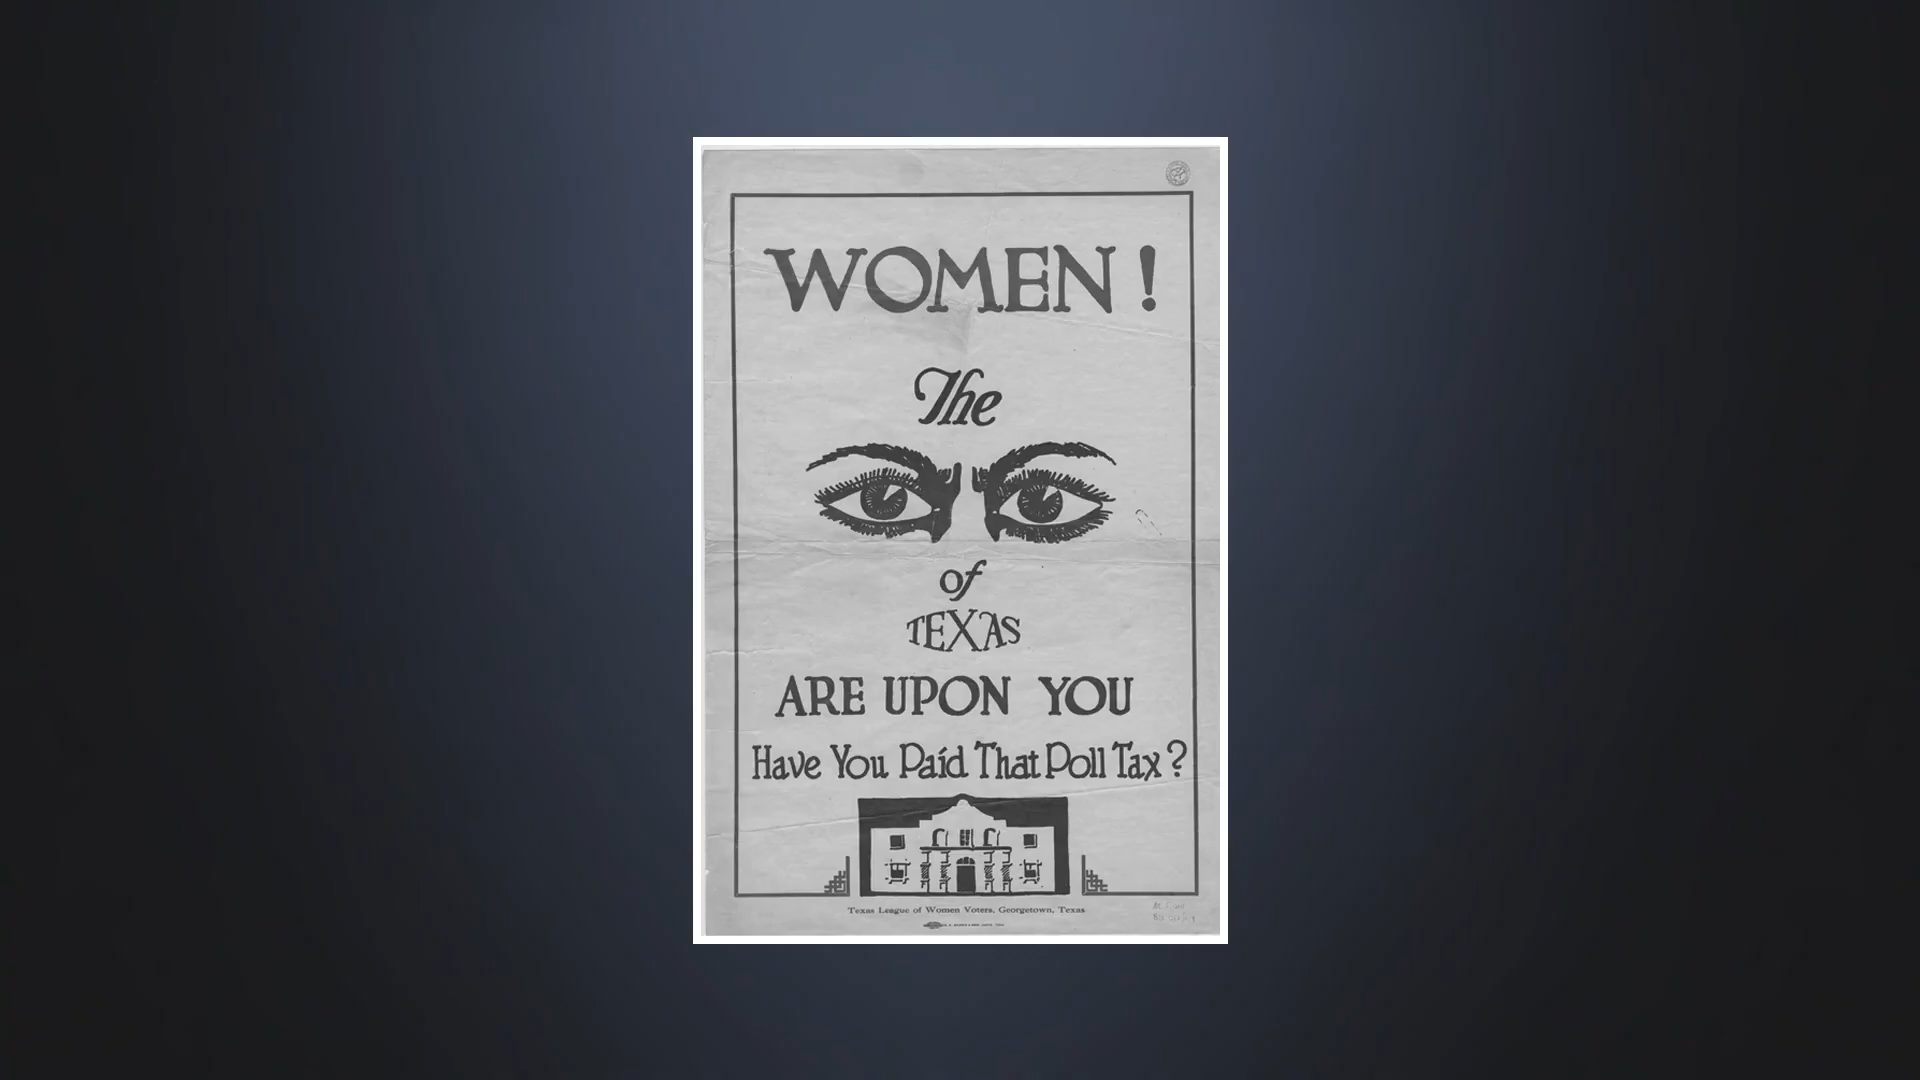 WOMEN!
The
of
TEXAS
ARE UPON YOU
Have You Paid That Poll Tax?
Texas League of Women Voters, Georgetown, Texas